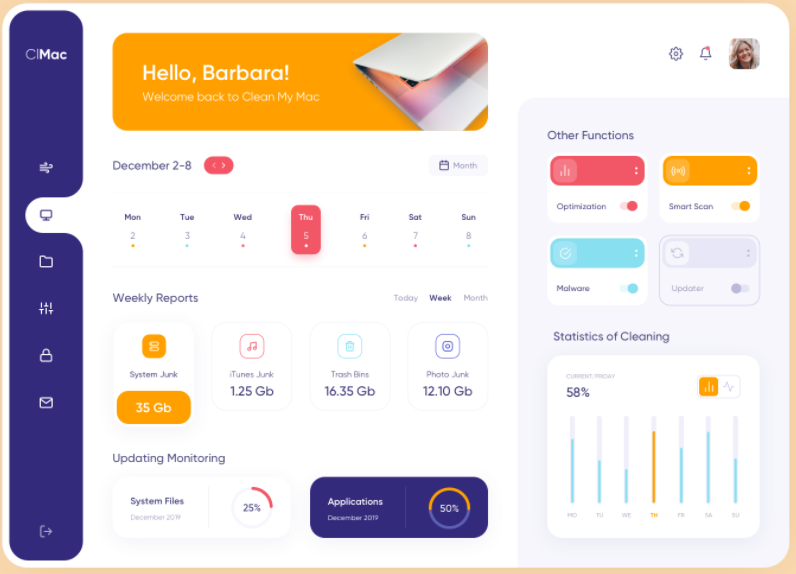 ClMac
Hello, Barbara!
Welcome back to Clean My Mac
December 2-8
Month
Mon Tue Wed Thu Fri Sat Sun
2 3 4 5 6 7 8
Weekly Reports
Today Week Month
System Junk
35 Gb
iTunes Junk
1.25 Gb
Trash Bins
16.35 Gb
Photo Junk
12.10 Gb
Updating Monitoring
System Files
December 2019
25%
Applications
December 2019
50%
Other Functions
Optimization
Smart Scan
Malware
Updater
Statistics of Cleaning
CURRENT FRIDAY
58%
MO TU WE TH FR SA SU